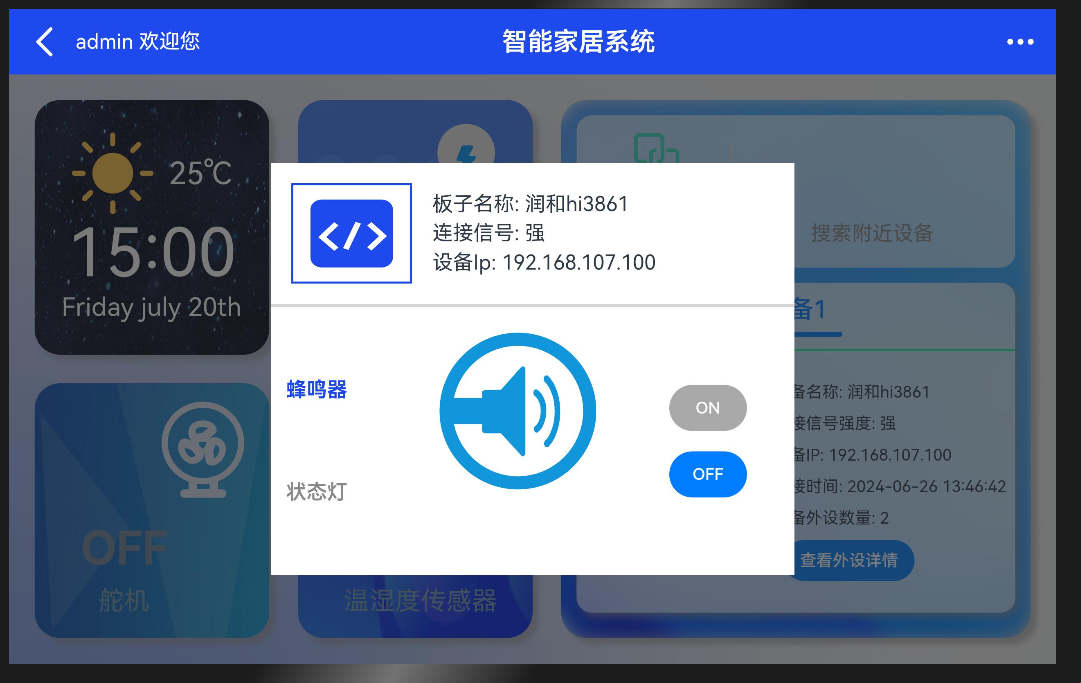 admin 欢迎您
智能家居系统
25℃
15:00
Friday july 20th
OFF
舵机
温湿度传感器
板子名称: 润和hi3861
连接信号: 强
设备Ip: 192.168.107.100
蜂鸣器
状态灯
ON
OFF
搜索附近设备
备1
备名称: 润和hi3861
接信号强度: 强
备IP: 192.168.107.100
接时间: 2024-06-26 13:46:42
备外设数量: 2
查看外设详情